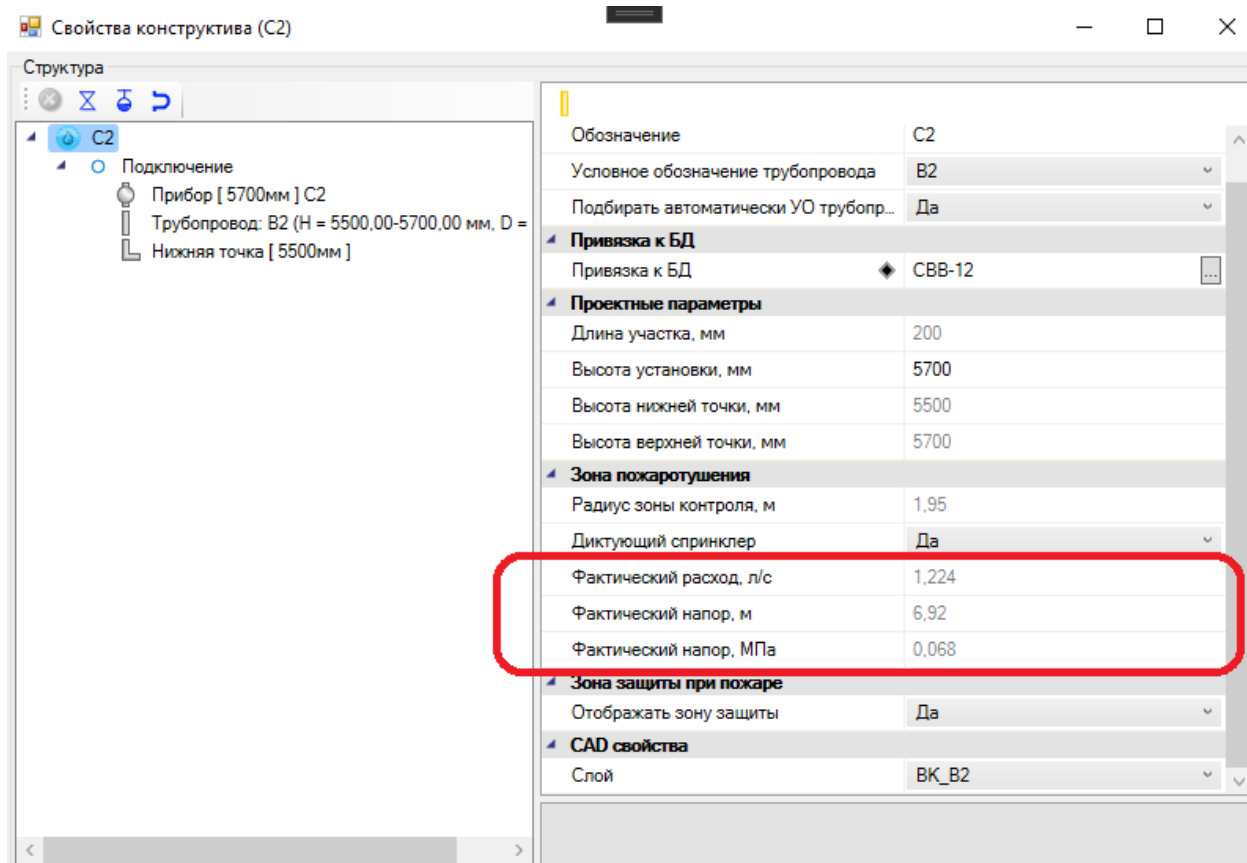 Свойства конструктива (С2)
Структура
С2
Подключение
Прибор [ 5700мм ] С2
Трубопровод: В2 (H = 5500,00-5700,00 мм, D =
Нижняя точка [ 5500мм ]
Обозначение С2
Условное обозначение трубопровода В2
Подбирать автоматически УО трубопр... Да
Привязка к БД
Привязка к БД СВВ-12 ...
Проектные параметры
Длина участка, мм 200
Высота установки, мм 5700
Высота нижней точки, мм 5500
Высота верхней точки, мм 5700
Зона пожаротушения
Радиус зоны контроля, м 1,95
Диктующий спринклер Да
Фактический расход, л/с 1,224
Фактический напор, м 6,92
Фактический напор, МПа 0,068
Зона защиты при пожаре
Отображать зону защиты Да
CAD свойства
Слой ВК_В2